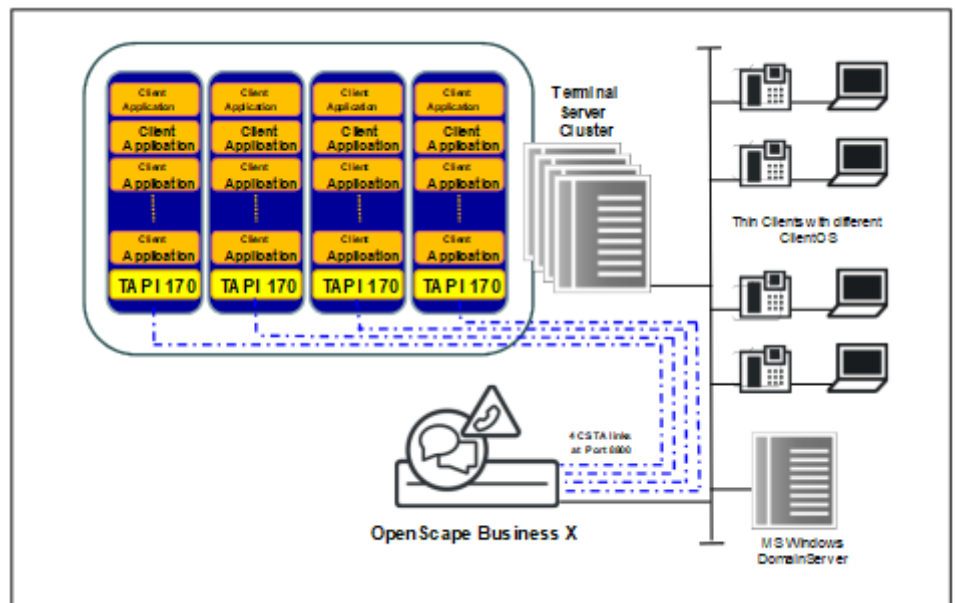 Client
Application
Client
Application
Client
Application
Client
Application
TAPI 170
Client
Application
Client
Application
Client
Application
Client
Application
TAPI 170
Client
Application
Client
Application
Client
Application
Client
Application
TAPI 170
Client
Application
Client
Application
Client
Application
Client
Application
TAPI 170
Terminal
Server
Cluster
Thin Clients with different
ClientOS
4 CSTA links
at Port 8800
OpenScape Business X
MS Windows
DomainServer